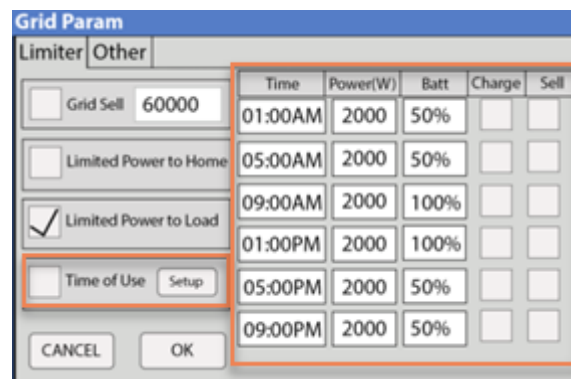 Grid Param
Limiter Other
Grid Sell 60000
Limited Power to Home
Limited Power to Load
Time of Use Setup
CANCEL OK
Time Power(W) Batt Charge Sell
01:00AM 2000 50%
05:00AM 2000 50%
09:00AM 2000 100%
01:00PM 2000 100%
05:00PM 2000 50%
09:00PM 2000 50%